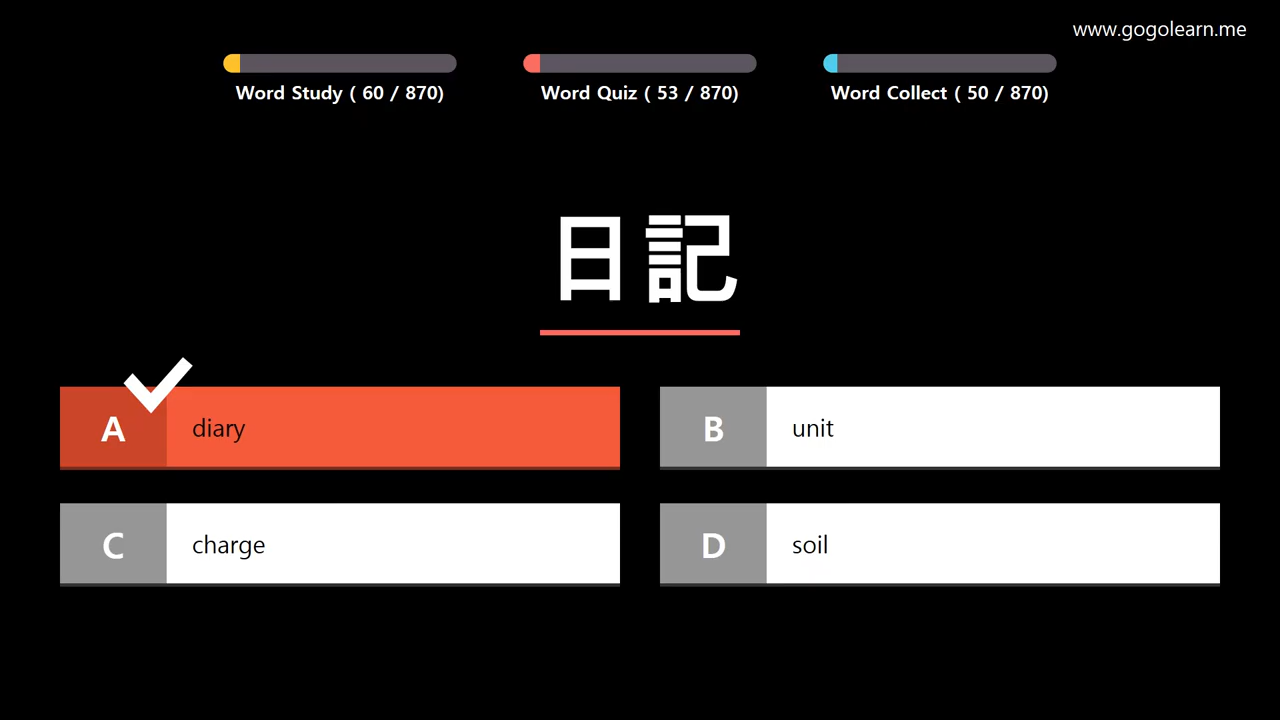 www.gogolearn.me
Word Study ( 60 / 870)
Word Quiz ( 53 / 870)
Word Collect ( 50 / 870)
日記
A diary
B unit
C charge
D soil